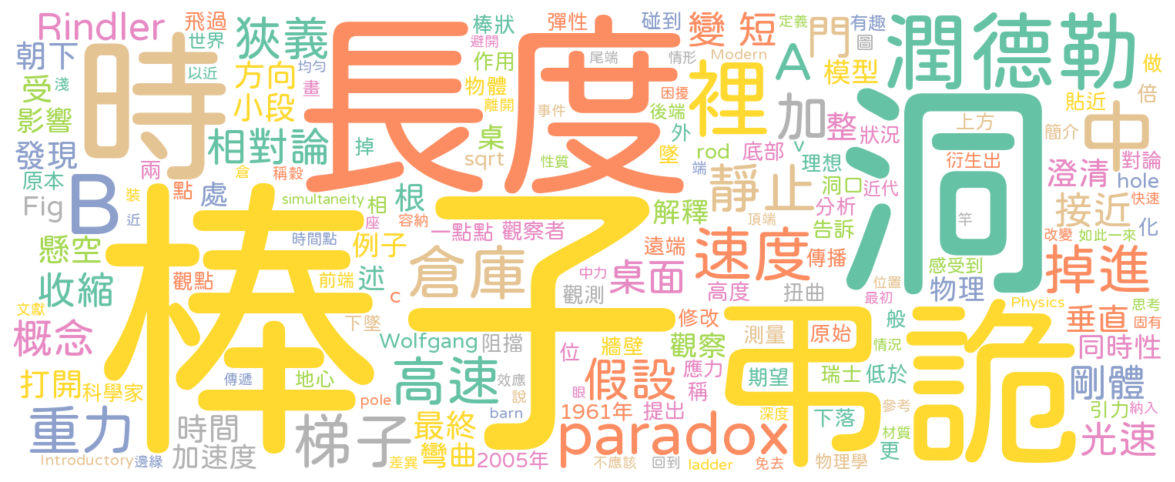 Rindler
飛過
世界
棒狀
避開
彈性
碰到
變短
定義
有趣
圖
做
倍
朝下
淺
以近
均勻
狹義
長度
作用
尾端
情形
Modern
門
A
潤德勒
受
影響
方向
小段
畫
時
物體
離開
困擾
裡
模型
貼近
中
發現
原本
兩
倉
相對論
稱穀
掉
桌
sqrt
後端
事件
性質
外
墜
rod
端
加
底部
整
v
理想
狀況
洞
上方
衍生出
簡介
澄清
對論
hole
Fig
B
點
處
裝
近
simultaneity
相
座
根
容納
靜止
洞口
近代
分析
告訴
竿
接近
快速
化
懸空
時間點
例子
一點點
觀察者
解釋
遠端
速度
傳播
改變
如此一來
收縮
觀點
前端
述
c
倉庫
觀測
中力
桌面
高度
頂端
扭曲
位置
最初
感受到
物理
掉進
文獻
概念
下墜
棒子
Wolfgang
阻擋
牆壁
修改
位
觀察
測量
原始
般
Physics
思考
固有
垂直
情況
同時性
打開
科學家
傳遞
地心
高速
效應
說
眼
假設
應力
稱
弔詭
期望
瑞士
低於
剛體
重力
pole
barn
1961年
提出
深度
下落
參考
引力
納入
時間
梯子
最終
paradox
材質
更
光速
Introductory
邊緣
加速度
差異
彎曲
2005年
不應該
回到
ladder
免去
物理學